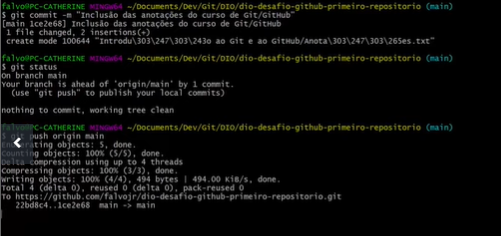 falvo@PC-CATHERINE MINGW64 ~/Documents/Dev/Git/DIO/dio-desafio-github-primeiro-repositorio (main)
$ git commit -m "Inclusão das anotações do curso de Git/GitHub"
[main 1ce2e68] Inclusão das anotações do curso de Git/GitHub
1 file changed, 2 insertions(+)
create mode 100644 "Introdu\303\247\303\243o ao Git e ao GitHub/Anota\303\247\303\265es.txt"
falvo@PC-CATHERINE MINGW64 ~/Documents/Dev/Git/DIO/dio-desafio-github-primeiro-repositorio (main)
$ git status
On branch main
Your branch is ahead of 'origin/main' by 1 commit.
(use "git push" to publish your local commits)
nothing to commit, working tree clean
falvo@PC-CATHERINE MINGW64 ~/Documents/Dev/Git/DIO/dio-desafio-github-primeiro-repositorio (main)
$ git push origin main
Enumerating objects: 5, done.
Counting objects: 100% (5/5), done.
Delta compression using up to 4 threads
Compressing objects: 100% (3/3), done.
Writing objects: 100% (4/4), 494 bytes | 494.00 KiB/s, done.
Total 4 (delta 0), reused 0 (delta 0), pack-reused 0
To https://github.com/falvojr/dio-desafio-github-primeiro-repositorio.git
22bd8c4..1ce2e68 main -> main